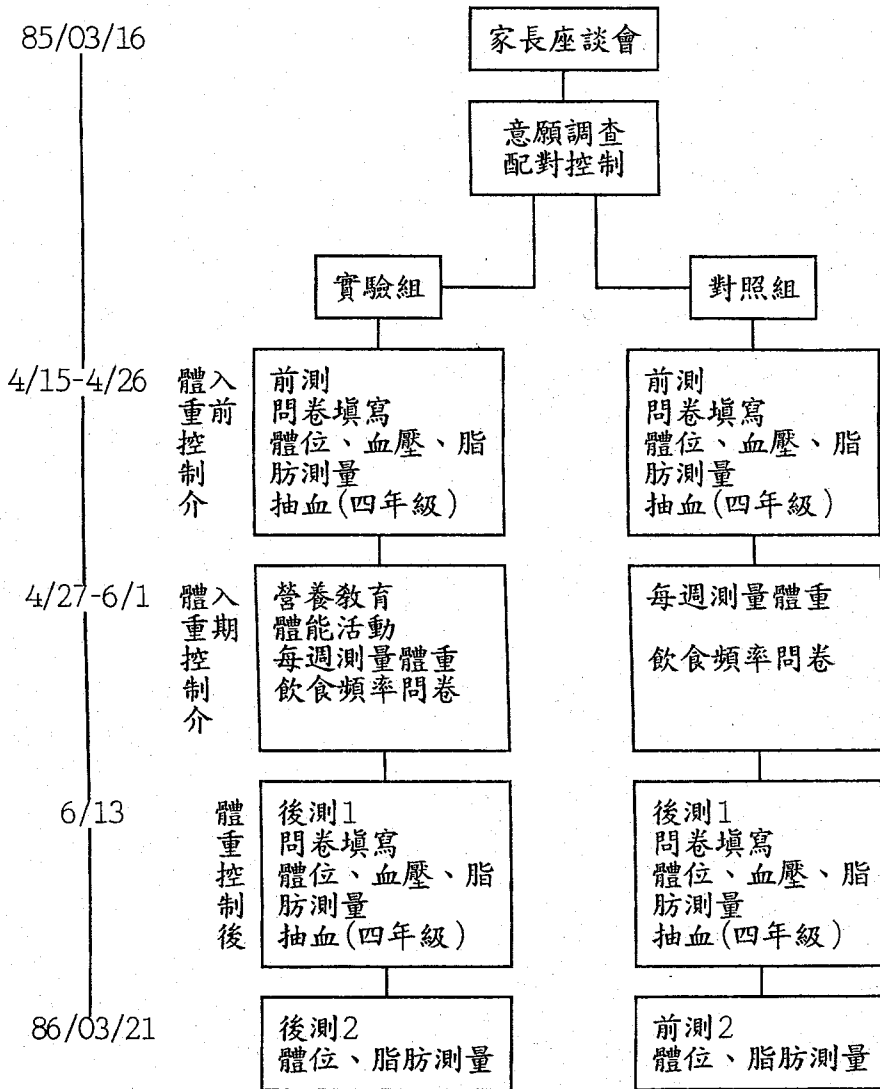 85/03/16
家長座談會
意願調查
配對控制
實驗組
對照組
4/15-4/26
體重控制介
入前
前測
問卷填寫
體位、血壓、脂
肪測量
抽血(四年級)
前測
問卷填寫
體位、血壓、脂
肪測量
抽血(四年級)
4/27-6/1
體重控制介
入期
營養教育
體能活動
每週測量體重
飲食頻率問卷
每週測量體重
飲食頻率問卷
6/13
體重控制後
後測1
問卷填寫
體位、血壓、脂
肪測量
抽血(四年級)
後測1
問卷填寫
體位、血壓、脂
肪測量
抽血(四年級)
86/03/21
後測2
體位、脂肪測量
前測2
體位、脂肪測量